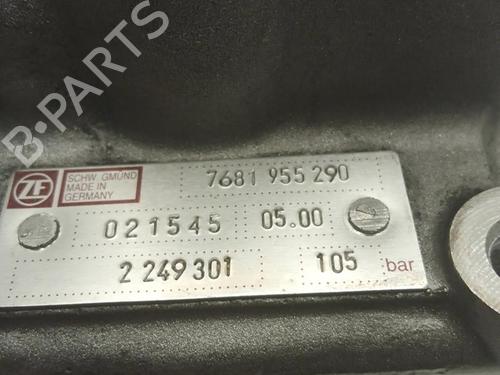 B-PARTS
ZF
SCHW. GMÜND
MADE IN
GERMANY
7681 955 290
021545
05.00
2 249 301
105 bar